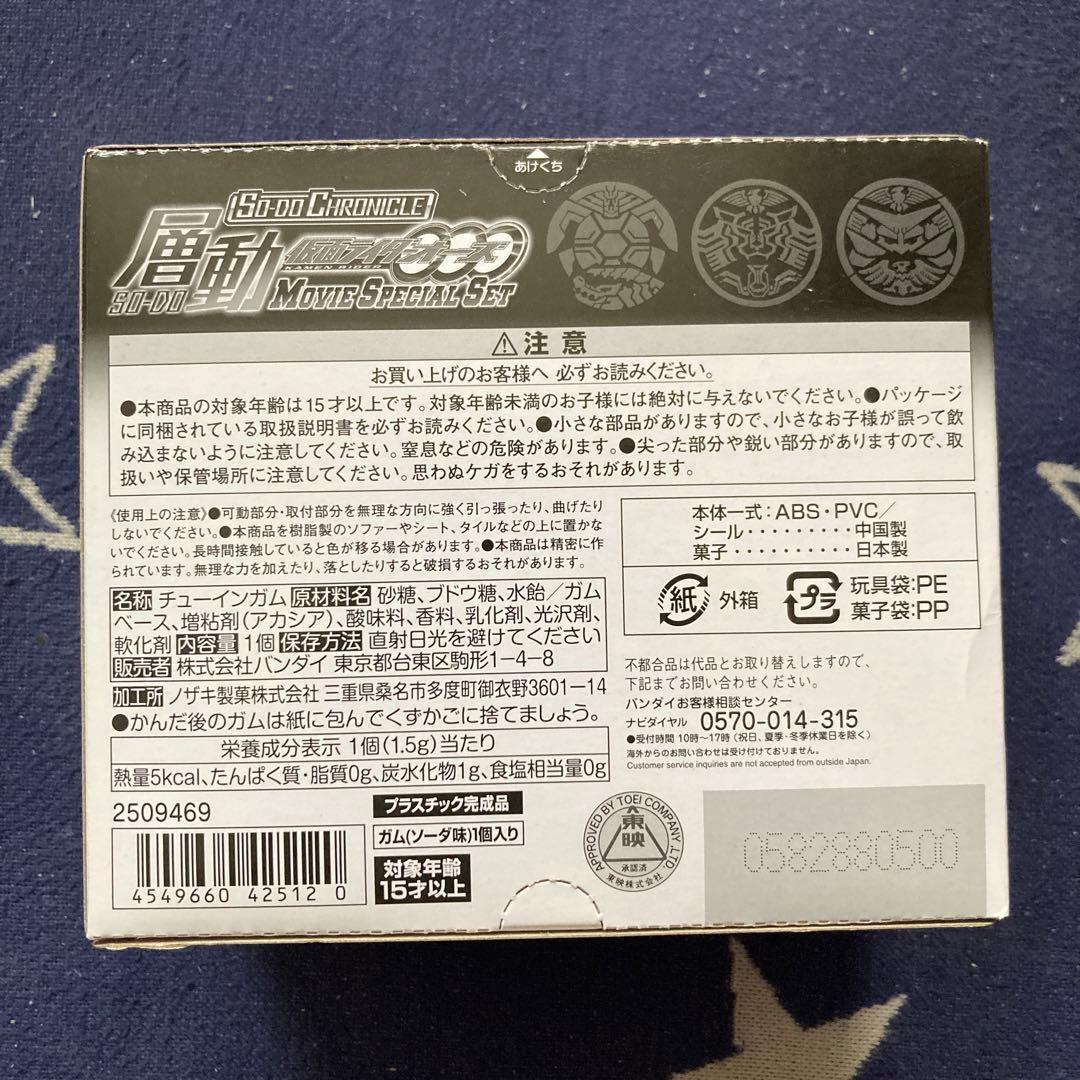 あけくち
SO-DO CHRONICLE
層動
SO-DO
仮面ライダーオーズ
KAMEN RIDER
MOVIE SPECIAL SET
⚠注意
お買い上げのお客様へ 必ずお読みください。
●本商品の対象年齢は15才以上です。対象年齢未満のお子様には絶対に与えないでください。●パッケージ
に同梱されている取扱説明書を必ずお読みください。●小さな部品がありますので、小さなお子様が誤って飲
み込まないように注意してください。窒息などの危険があります。●尖った部分や鋭い部分がありますので、取
扱いや保管場所に注意してください。思わぬケガをするおそれがあります。
《使用上の注意》●可動部分・取付部分を無理な方向に強く引っ張ったり、曲げたり
しないでください。●本商品を樹脂製のソファーやシート、タイルなどの上に置かな
いでください。長時間接触していると色が移る場合があります。●本商品は精密に作
られています。無理な力を加えたり、落としたりすると破損するおそれがあります。
名称 チューインガム 原材料名 砂糖、ブドウ糖、水飴/ガム
ベース、増粘剤(アカシア)、酸味料、香料、乳化剤、光沢剤、
軟化剤 内容量 1個 保存方法 直射日光を避けてください
販売者 株式会社バンダイ 東京都台東区駒形1-4-8
加工所 ノザキ製菓株式会社 三重県桑名市多度町御衣野3601-14
●かんだ後のガムは紙に包んでくずかごに捨てましょう。
栄養成分表示 1個(1.5g)当たり
熱量5kcal、たんぱく質・脂質0g、炭水化物1g、食塩相当量0g
2509469
4549660 425120
プラスチック完成品
ガム(ソーダ味)1個入り
対象年齢
15才以上
本体一式:ABS・PVC/
シール・・・・・・・・・中国製
菓子・・・・・・・・・・日本製
紙 外箱
プラ 玩具袋:PE
菓子袋:PP
不都合品は代品とお取り替えしますので、
下記までお問い合わせください。
バンダイお客様相談センター
ナビダイヤル 0570-014-315
●受付時間 10時~17時(祝日、夏季・冬季休業日を除く)
海外からのお問い合わせは受け付けておりません。
Customer service inquiries are not accepted from outside Japan.
APPROVED BY TOEI COMPANY, LTD.
東映
承認済
東映株式会社
0582880500